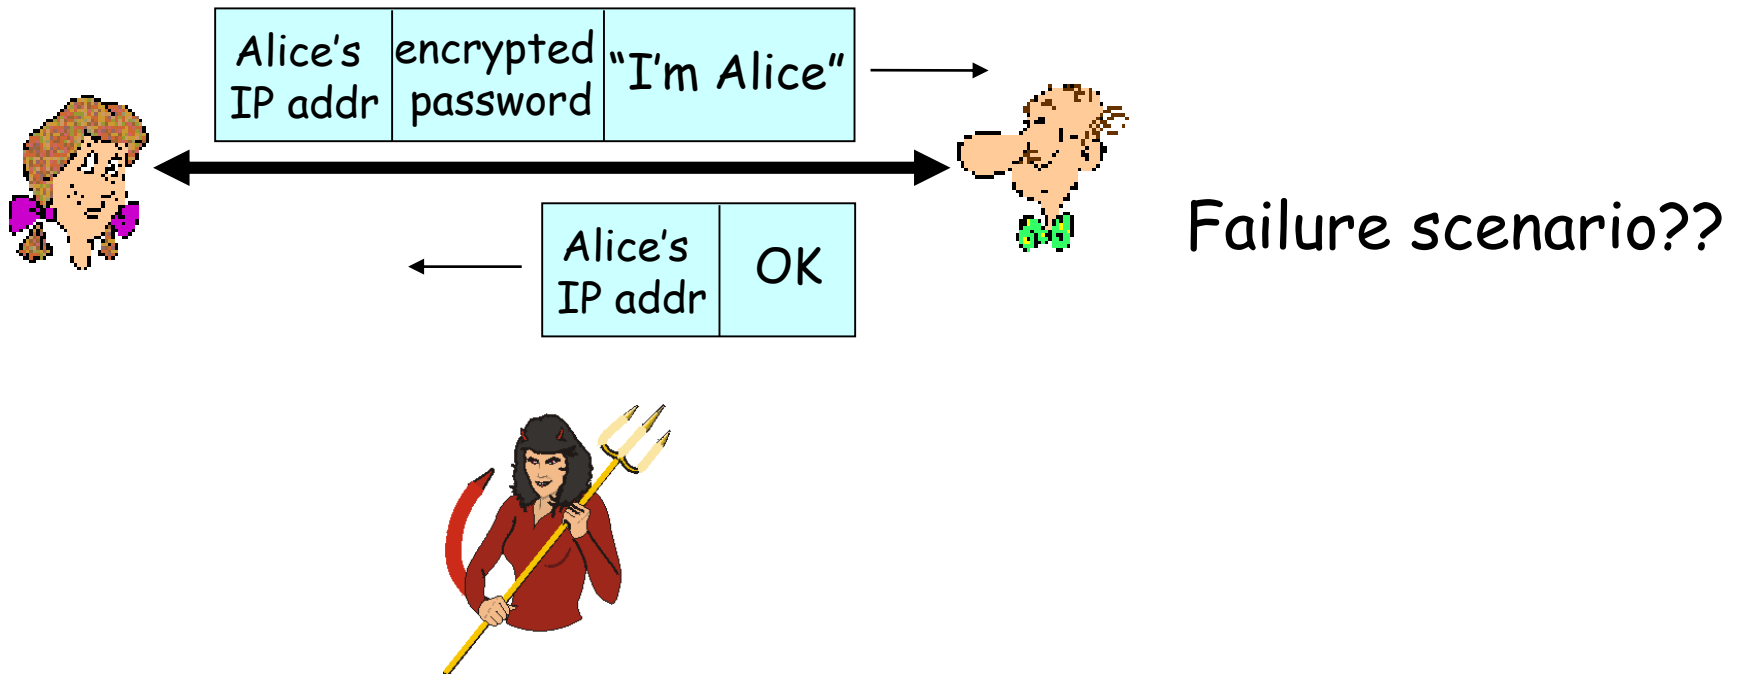 Alice’s
IP addr
encrypted
password
“I’m Alice”
Alice’s
IP addr
OK
Failure scenario??